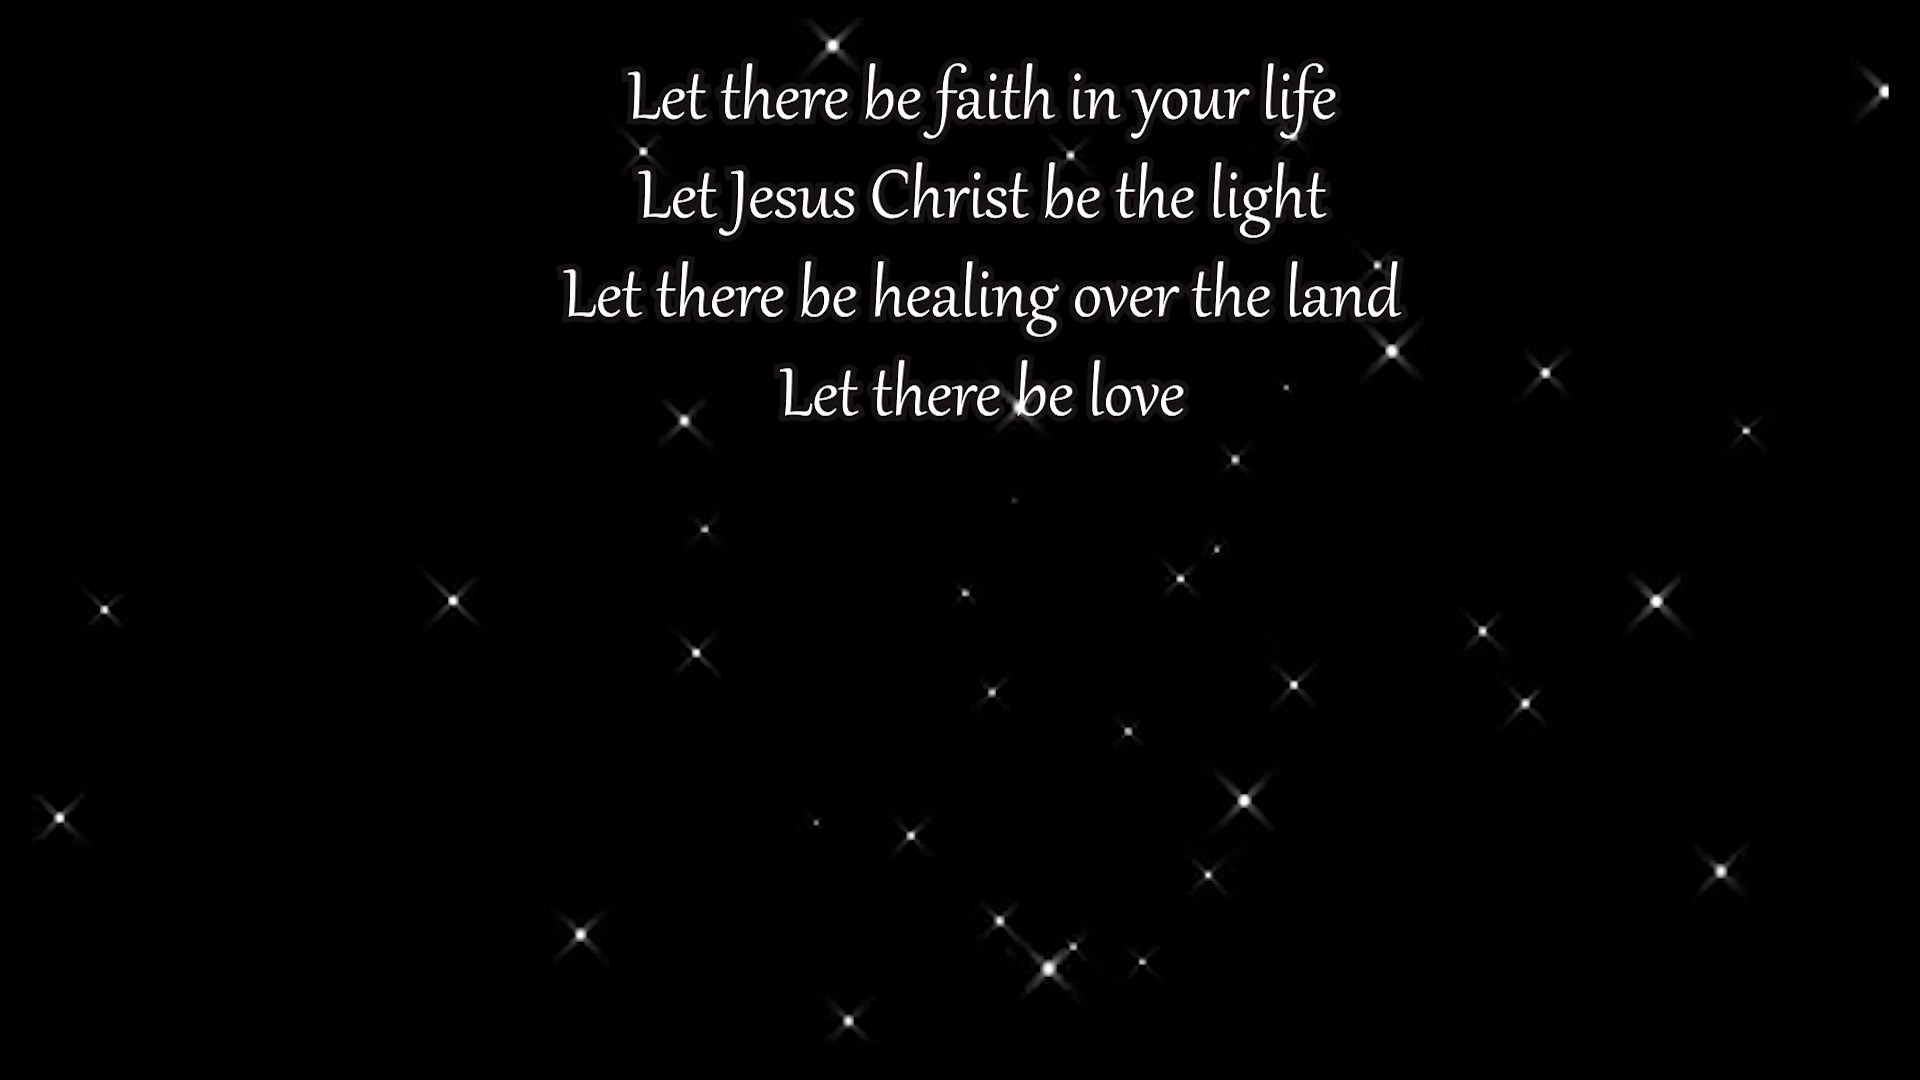 Let there be faith in your life
Let Jesus Christ be the light
Let there be healing over the land
Let there be love